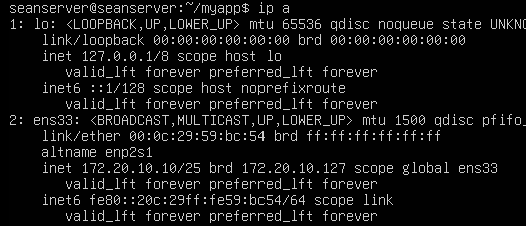 seanserver@seanserver:~/myapp$ ip a
1: lo: <LOOPBACK,UP,LOWER_UP> mtu 65536 qdisc noqueue state UNKNO
link/loopback 00:00:00:00:00:00 brd 00:00:00:00:00:00
inet 127.0.0.1/8 scope host lo
valid_lft forever preferred_lft forever
inet6 ::1/128 scope host noprefixroute
valid_lft forever preferred_lft forever
2: ens33: <BROADCAST,MULTICAST,UP,LOWER_UP> mtu 1500 qdisc pfifo_
link/ether 00:0c:29:59:bc:54 brd ff:ff:ff:ff:ff:ff
altname enp2s1
inet 172.20.10.10/25 brd 172.20.10.127 scope global ens33
valid_lft forever preferred_lft forever
inet6 fe80::20c:29ff:fe59:bc54/64 scope link
valid_lft forever preferred_lft forever